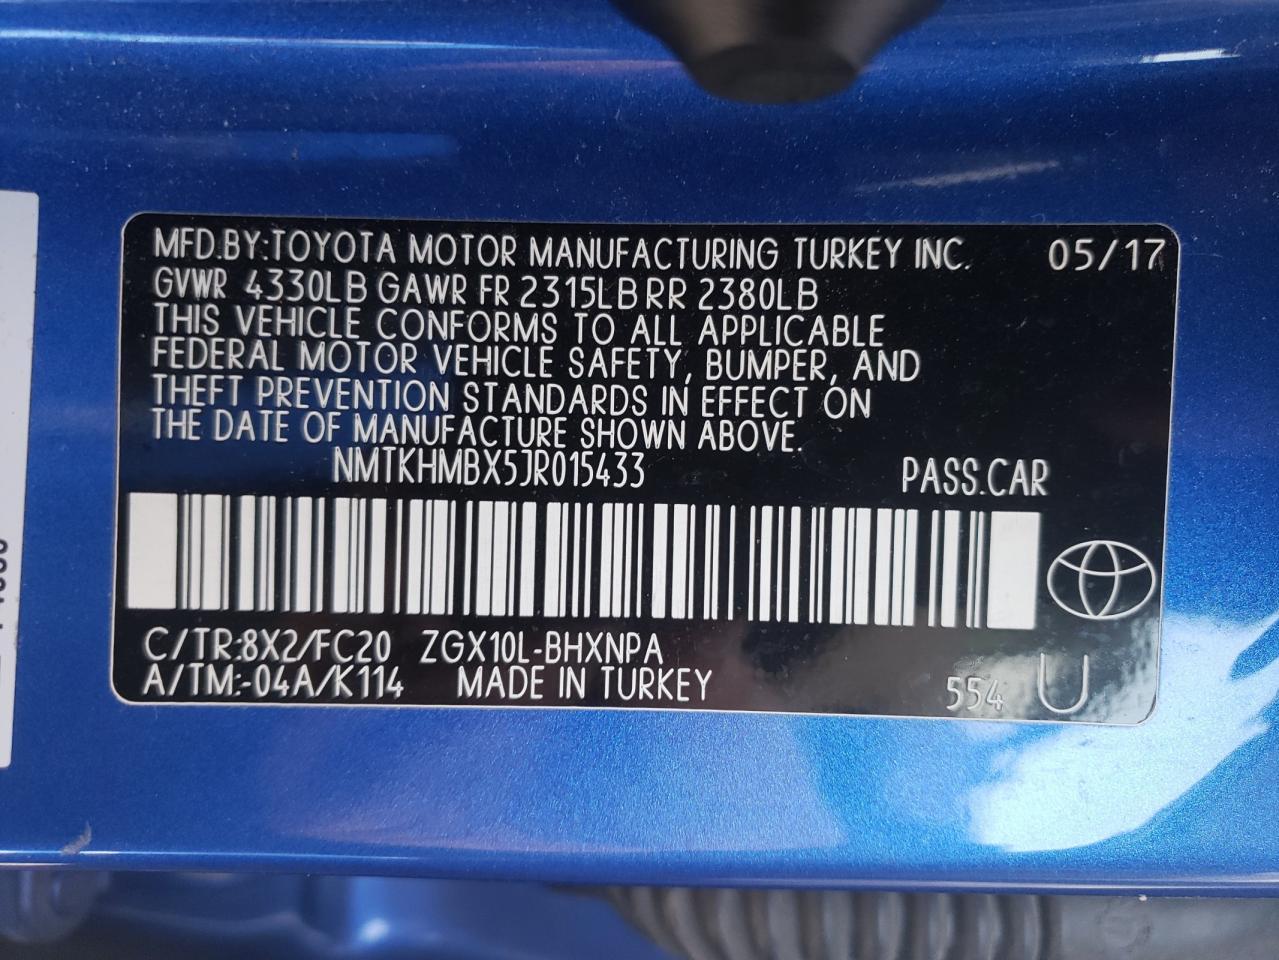 MFD.BY:TOYOTA MOTOR MANUFACTURING TURKEY INC. 05/17
GVWR 4330LB GAWR FR 2315LB RR 2380LB
THIS VEHICLE CONFORMS TO ALL APPLICABLE
FEDERAL MOTOR VEHICLE SAFETY, BUMPER, AND
THEFT PREVENTION STANDARDS IN EFFECT ON
THE DATE OF MANUFACTURE SHOWN ABOVE.
NMTKHMBX5JR015433 PASS.CAR
C/TR:8X2/FC20 ZGX10L-BHXNPA
A/TM:-04A/K114 MADE IN TURKEY 554 U